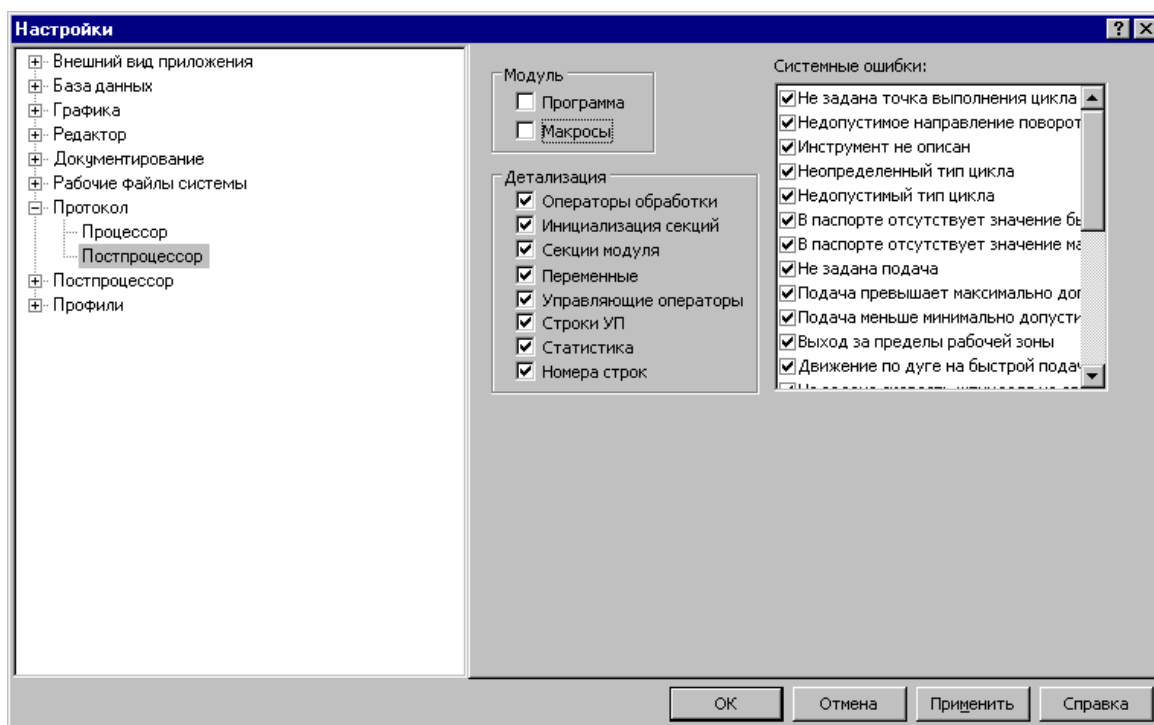 Настройки
Внешний вид приложения
База данных
Графика
Редактор
Документирование
Рабочие файлы системы
Протокол
Процессор
Постпроцессор
Постпроцессор
Профили
Модуль
Программа
Макросы
Детализация
Операторы обработки
Инициализация секций
Секции модуля
Переменные
Управляющие операторы
Строки УП
Статистика
Номера строк
Системные ошибки:
Не задана точка выполнения цикла
Недопустимое направление поворот
Инструмент не описан
Неопределенный тип цикла
Недопустимый тип цикла
В паспорте отсутствует значение бы
В паспорте отсутствует значение ма
Не задана подача
Подача превышает максимально доп
Подача меньше минимально допусти
Выход за пределы рабочей зоны
Движение по дуге на быстрой подач
ОК
Отмена
Применить
Справка